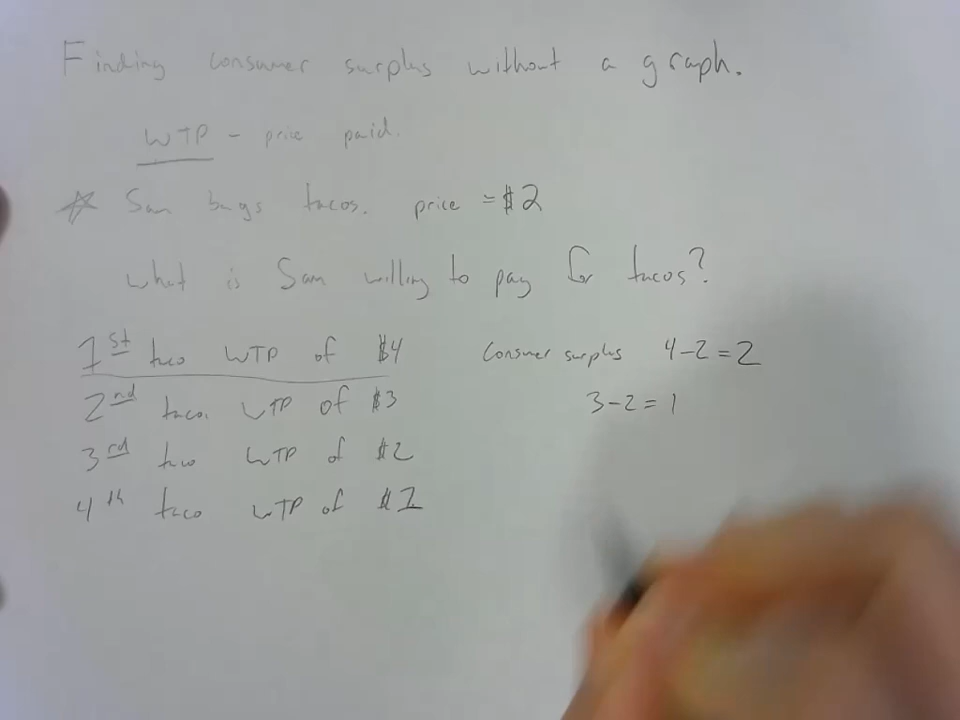 Finding consumer surplus without a graph.
WTP - price paid.
Sam buys tacos. price = $2
What is Sam willing to pay for tacos?
1st taco WTP of $4 Consumer surplus 4-2=2
2nd taco. WTP of $3 3-2=1
3rd taco WTP of $2
4th taco WTP of $1